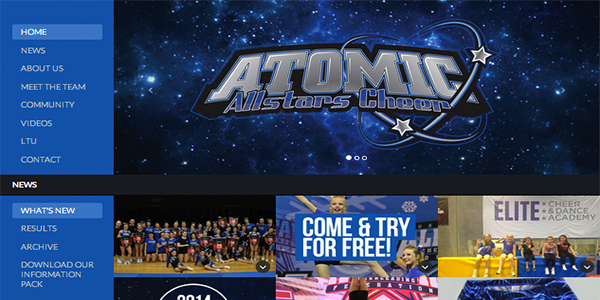 HOME
NEWS
ABOUT US
MEET THE TEAM
COMMUNITY
VIDEOS
LTU
CONTACT
ATOMIC
Allstars Cheer
NEWS
WHAT'S NEW
RESULTS
ARCHIVE
DOWNLOAD OUR
INFORMATION
PACK
COME & TRY
FOR FREE!
ELITE CHEER
& DANCE
ACADEMY
2014